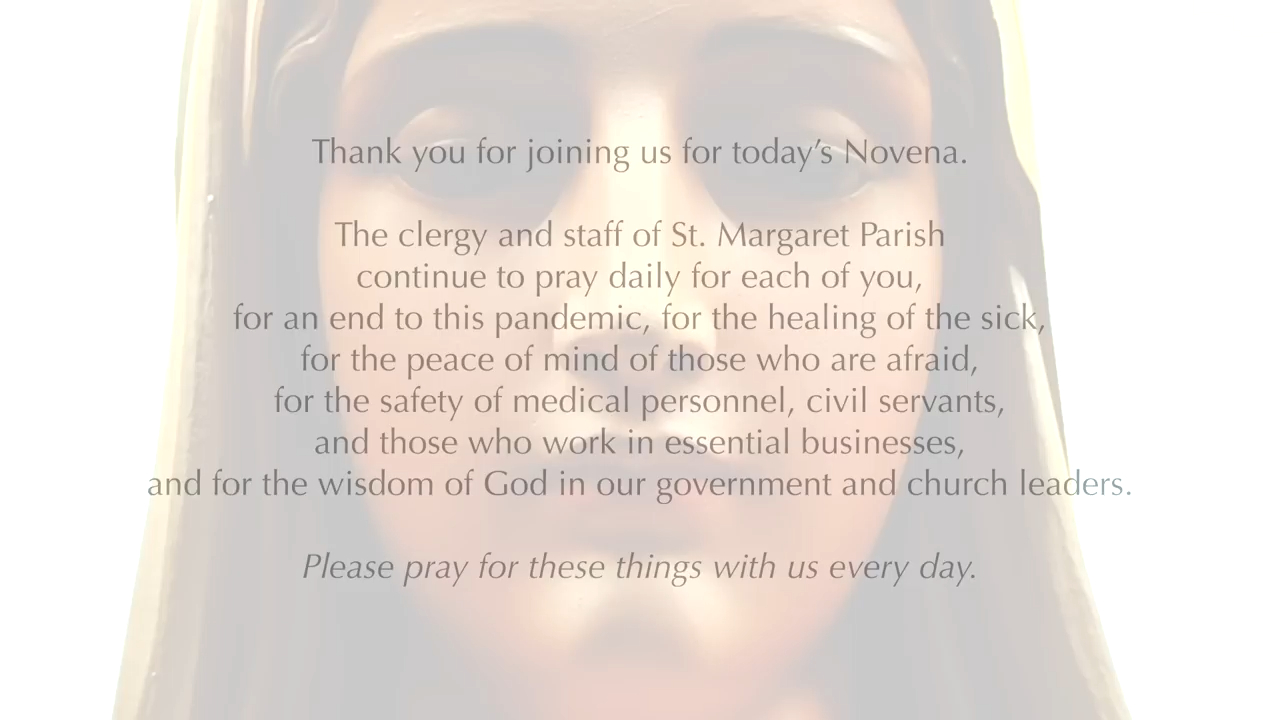 Thank you for joining us for today’s Novena.
The clergy and staff of St. Margaret Parish
continue to pray daily for each of you,
for an end to this pandemic, for the healing of the sick,
for the peace of mind of those who are afraid,
for the safety of medical personnel, civil servants,
and those who work in essential businesses,
and for the wisdom of God in our government and church leaders.
Please pray for these things with us every day.